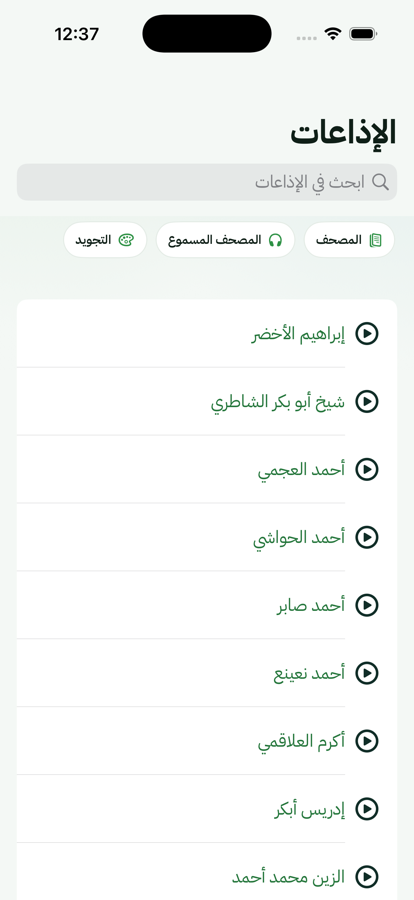 12:37
الإذاعات
ابحث في الإذاعات
المصحف المصحف المسموع التجويد
إبراهيم الأخضر
شيخ أبو بكر الشاطري
أحمد العجمي
أحمد الحواشي
أحمد صابر
أحمد نعينع
أكرم العلاقمي
إدريس أبكر
الزين محمد أحمد